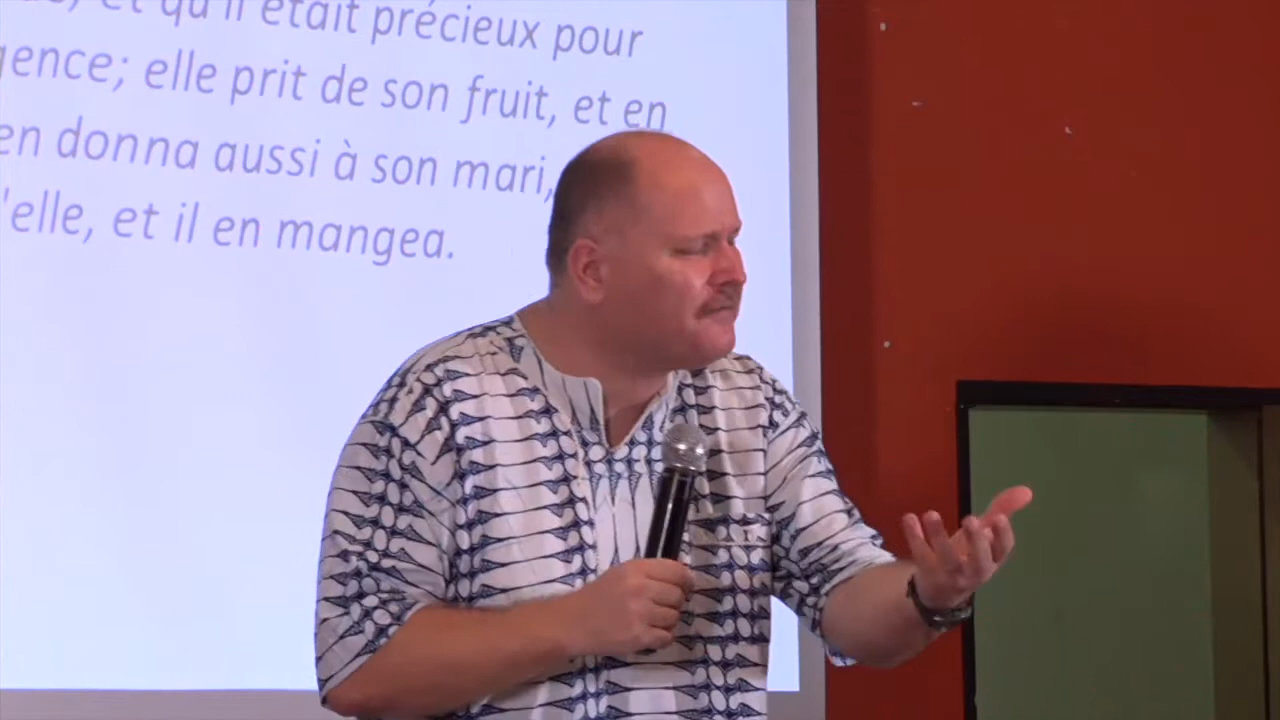 et qu'il était précieux pour
elle prit de son fruit, et en
en donna aussi à son mari,
'elle, et il en mangea.